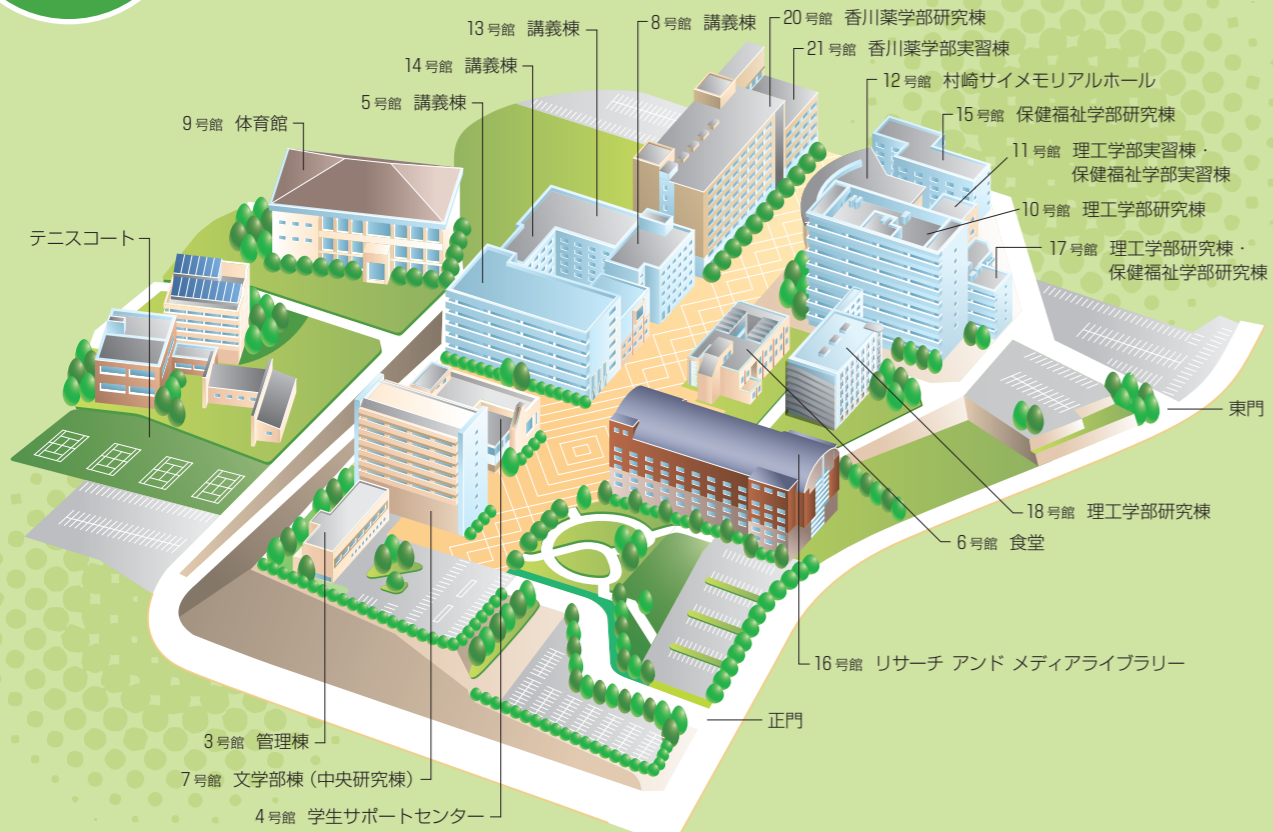 13号館 講義棟
8号館 講義棟
20号館 香川薬学部研究棟
14号館 講義棟
21号館 香川薬学部実習棟
5号館 講義棟
12号館 村崎サイメモリアルホール
9号館 体育館
15号館 保健福祉学部研究棟
11号館 理工学部実習棟・
保健福祉学部実習棟
10号館 理工学部研究棟
テニスコート
17号館 理工学部研究棟・
保健福祉学部研究棟
東門
18号館 理工学部研究棟
6号館 食堂
16号館 リサーチ アンド メディアライブラリー
正門
3号館 管理棟
7号館 文学部棟（中央研究棟）
4号館 学生サポートセンター